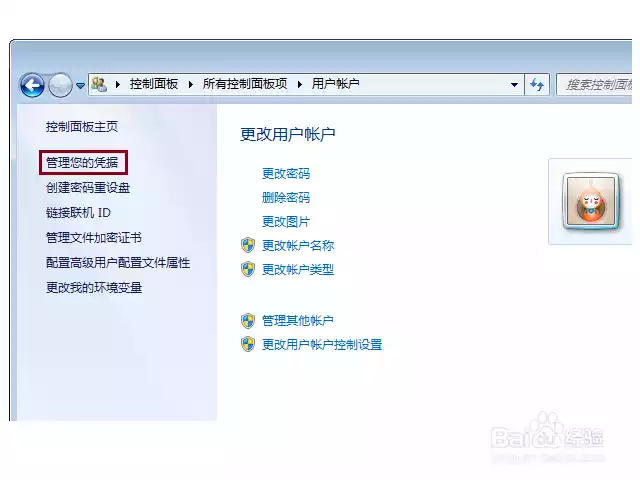 控制面板 所有控制面板项 用户帐户 搜索控制面板
控制面板主页
管理您的凭据
创建密码重设盘
链接联机 ID
管理文件加密证书
配置高级用户配置文件属性
更改我的环境变量
更改用户帐户
更改密码
删除密码
更改图片
更改帐户名称
更改帐户类型
管理其他帐户
更改用户帐户控制设置
Baidu 经验